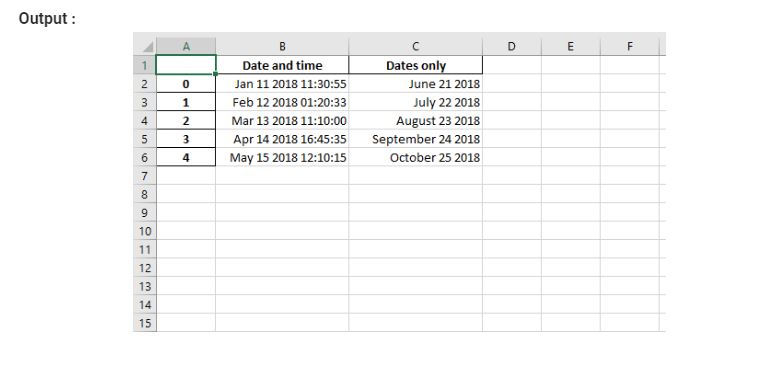 Output :
A B C D E F
1 Date and time Dates only
2 0 Jan 11 2018 11:30:55 June 21 2018
3 1 Feb 12 2018 01:20:33 July 22 2018
4 2 Mar 13 2018 11:10:00 August 23 2018
5 3 Apr 14 2018 16:45:35 September 24 2018
6 4 May 15 2018 12:10:15 October 25 2018
7
8
9
10
11
12
13
14
15